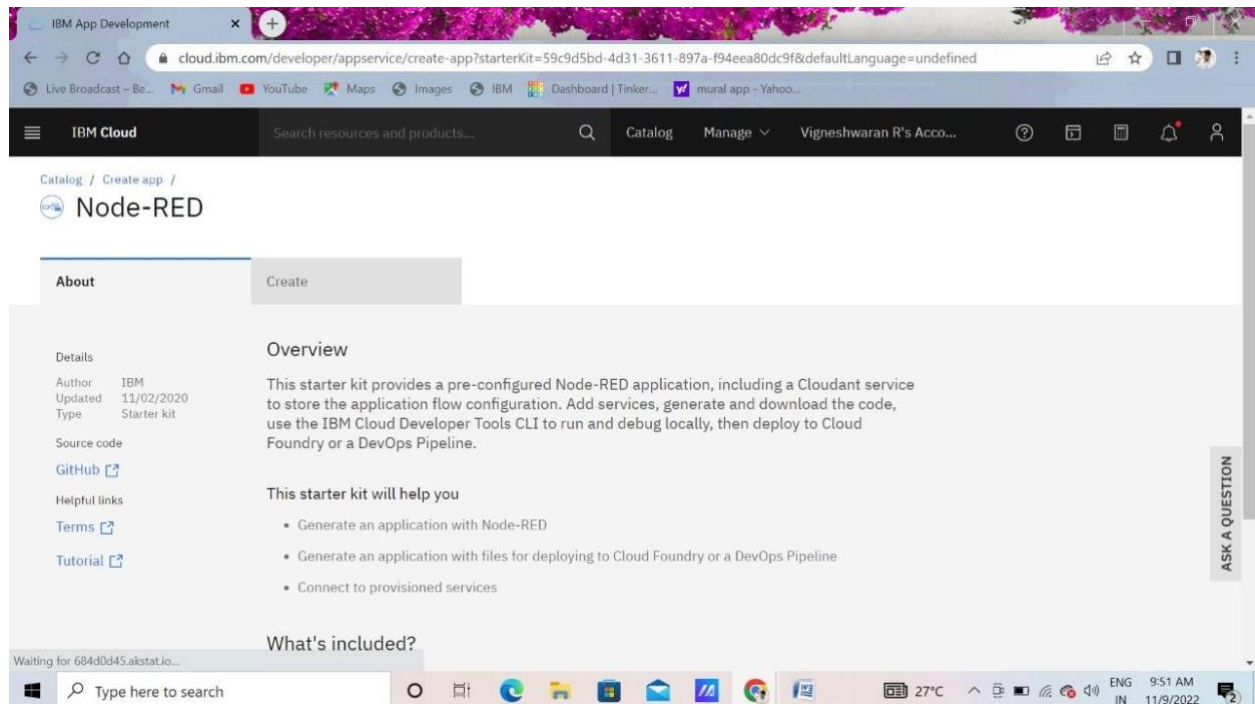 IBM App Development
cloud.ibm.com/developer/appservice/create-app?starterKit=59c9d5bd-4d31-3611-897a-f94eea80dc9f&defaultLanguage=undefined
Live Broadcast – Be... Gmail YouTube Maps Images IBM Dashboard | Tinker... mural app - Yahoo...
IBM Cloud Search resources and products... Catalog Manage Vigneshwaran R's Acco...
Catalog / Create app /
Node-RED
About Create
Details
Author IBM
Updated 11/02/2020
Type Starter kit
Source code
GitHub
Helpful links
Terms
Tutorial
Overview
This starter kit provides a pre-configured Node-RED application, including a Cloudant service
to store the application flow configuration. Add services, generate and download the code,
use the IBM Cloud Developer Tools CLI to run and debug locally, then deploy to Cloud
Foundry or a DevOps Pipeline.
This starter kit will help you
• Generate an application with Node-RED
• Generate an application with files for deploying to Cloud Foundry or a DevOps Pipeline
• Connect to provisioned services
What's included?
ASK A QUESTION
Waiting for 684d0d45.akstat.io...
Type here to search 27°C ENG 9:51 AM
IN 11/9/2022 2